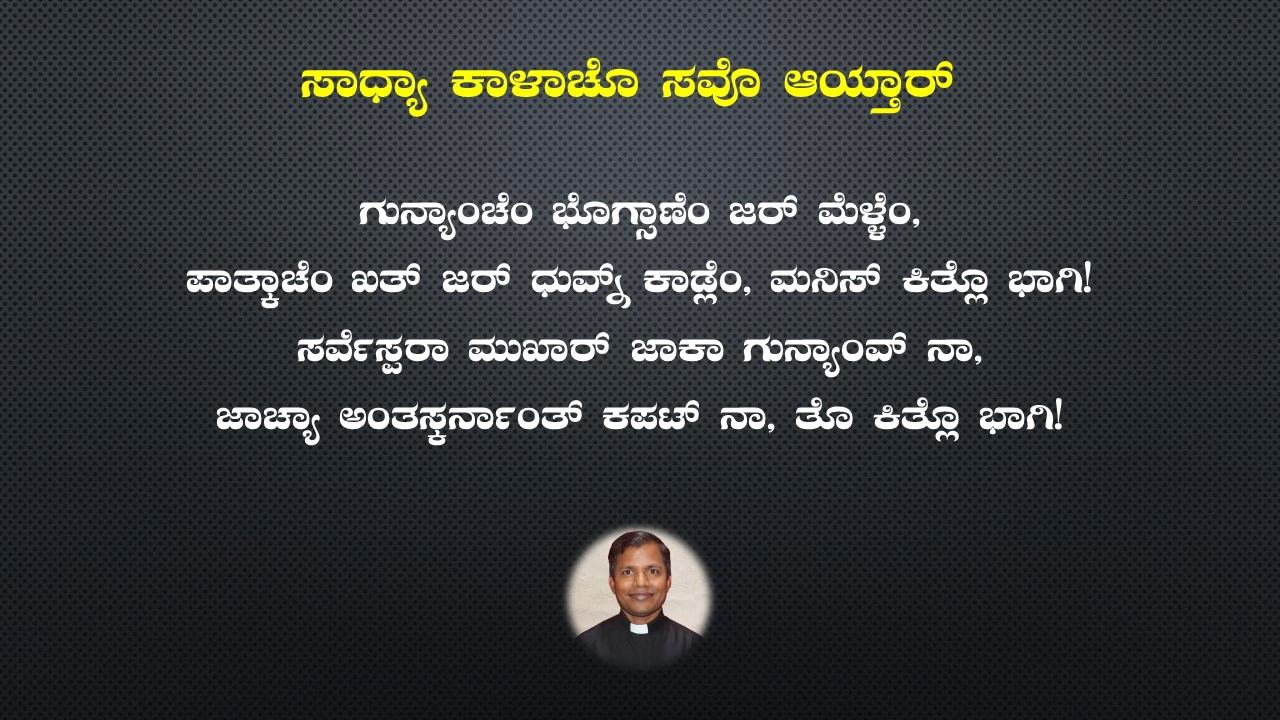 ಸಾಧ್ಯಾ ಕಾಳಾಚೊ ಸವೊ ಆಯ್ತಾರ್
ಗುನ್ಯಾಂಚೆಂ ಭೊಗ್ಸಾಣೆಂ ಜರ್ ಮೆಳ್ಳೆಂ,
ಪಾತ್ಕಾಚೆಂ ಖತ್ ಜರ್ ಧುವ್ನ್ ಕಾಡ್ಲೆಂ, ಮನಿಸ್ ಕಿತ್ಲೊ ಭಾಗಿ!
ಸರ್ವೆಸ್ಪರಾ ಮುಖಾರ್ ಜಾಕಾ ಗುನ್ಯಾಂವ್ ನಾ,
ಜಾಚ್ಯಾ ಅಂತಸ್ಕರ್ನಾಂತ್ ಕಪಟ್ ನಾ, ತೊ ಕಿತ್ಲೊ ಭಾಗಿ!